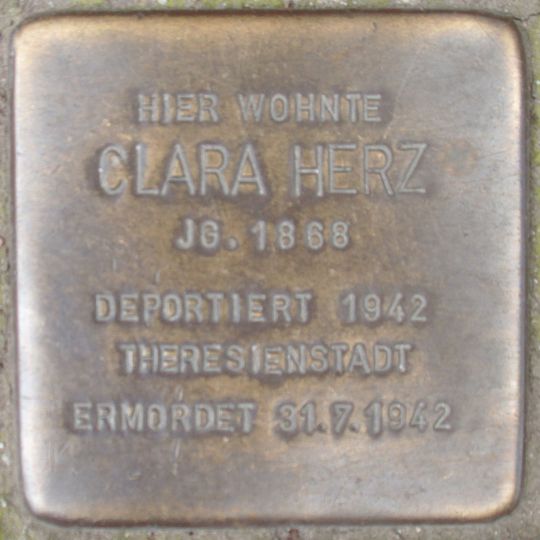 HIER WOHNTE
CLARA HERZ
JG. 1868
DEPORTIERT 1942
THERESIENSTADT
ERMORDET 31.7.1942